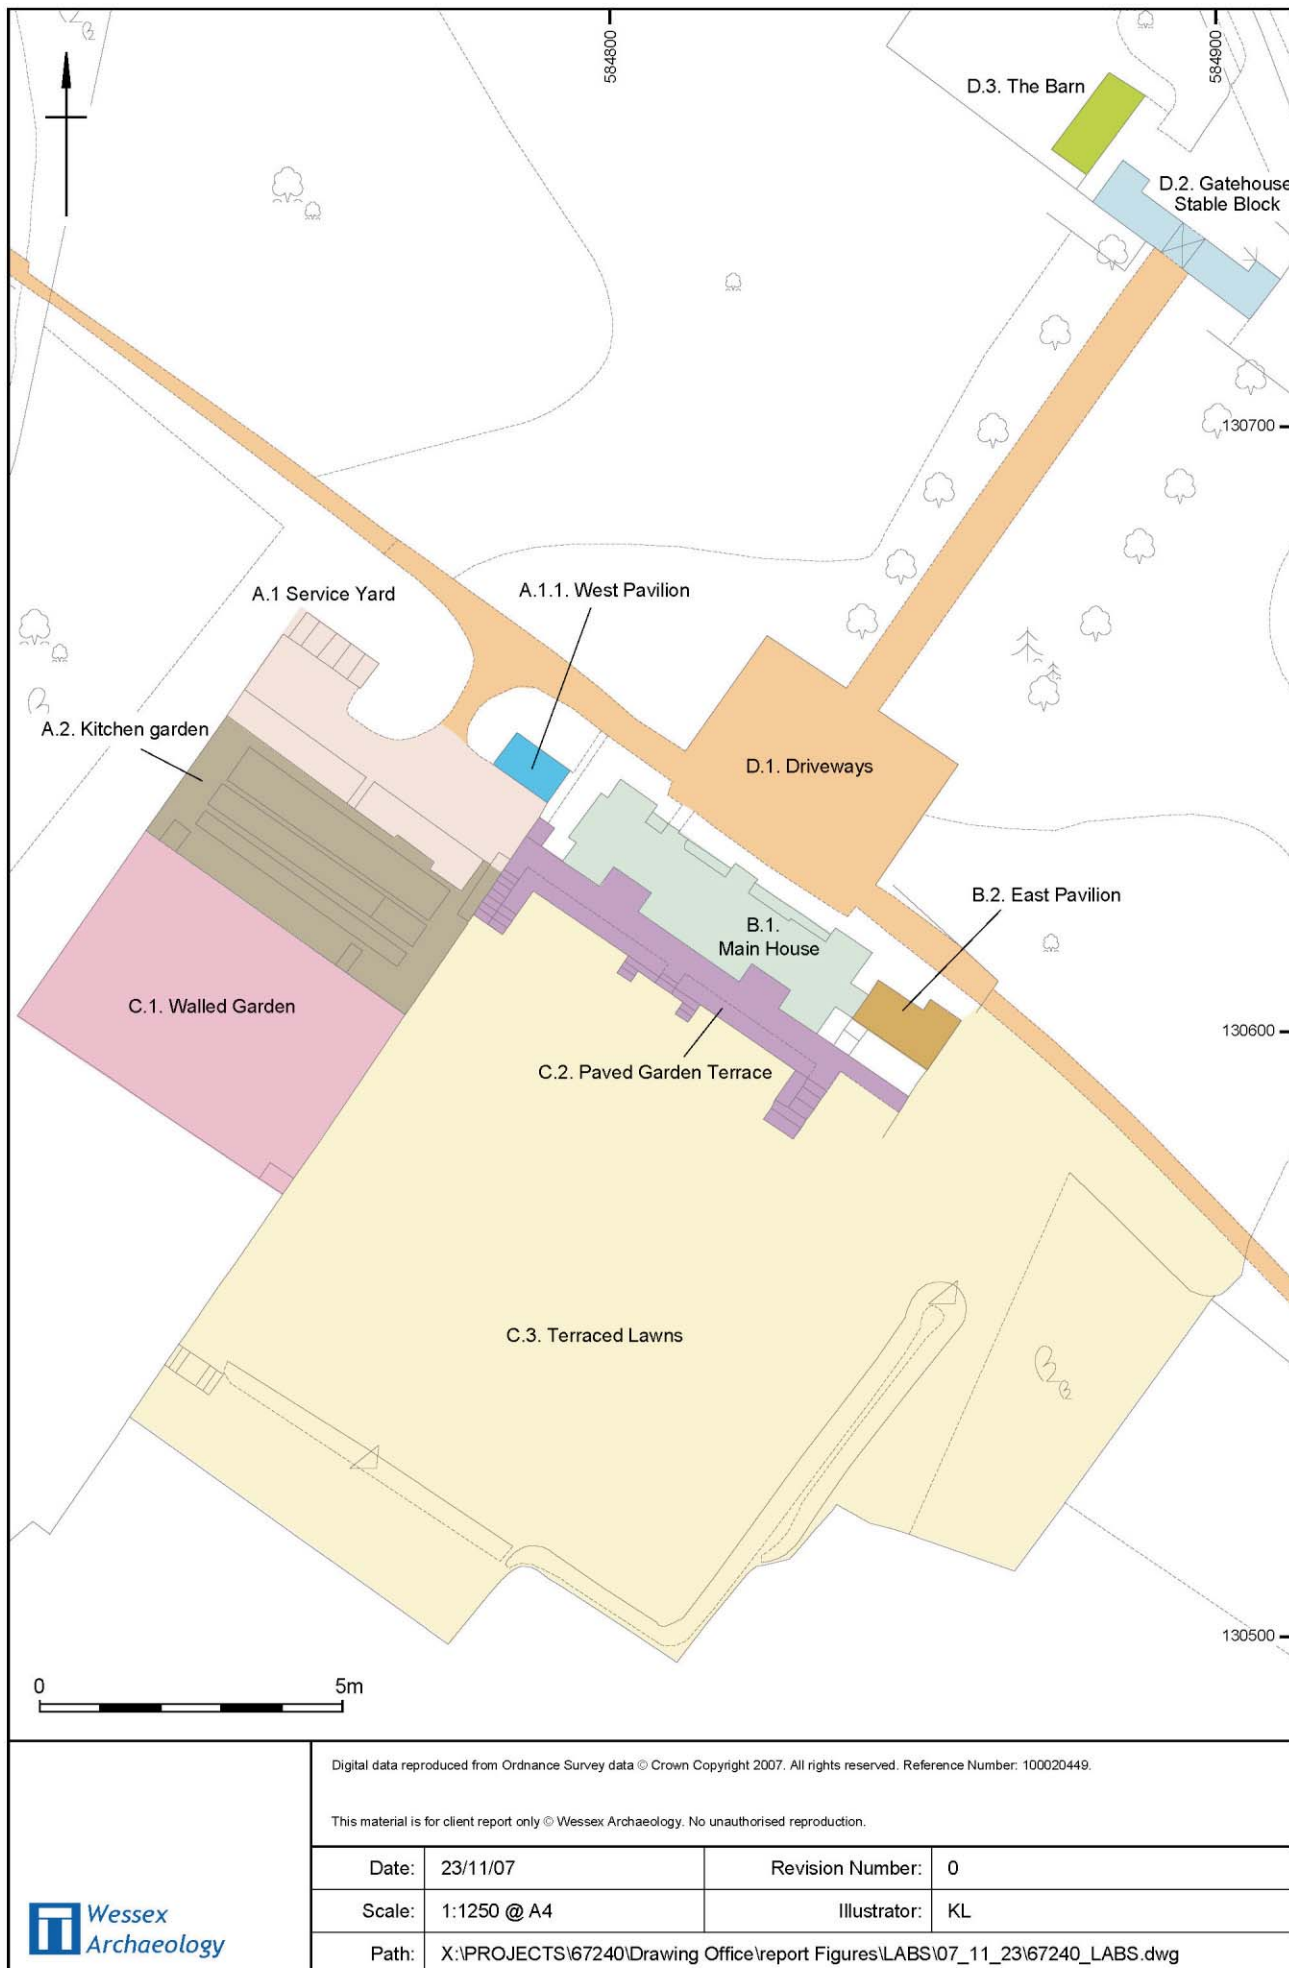 584800
584900
D.3. The Barn
D.2. Gatehouse
Stable Block
130700
A.1 Service Yard
A.1.1. West Pavilion
A.2. Kitchen garden
D.1. Driveways
B.2. East Pavilion
B.1.
Main House
C.1. Walled Garden
130600
C.2. Paved Garden Terrace
C.3. Terraced Lawns
130500
0 5m
Digital data reproduced from Ordnance Survey data © Crown Copyright 2007. All rights reserved. Reference Number: 100020449.
This material is for client report only © Wessex Archaeology. No unauthorised reproduction.
Date: 23/11/07 Revision Number: 0
Scale: 1:1250 @ A4 Illustrator: KL
Path: X:\PROJECTS\67240\Drawing Office\report Figures\LABS\07_11_23\67240_LABS.dwg
Wessex
Archaeology